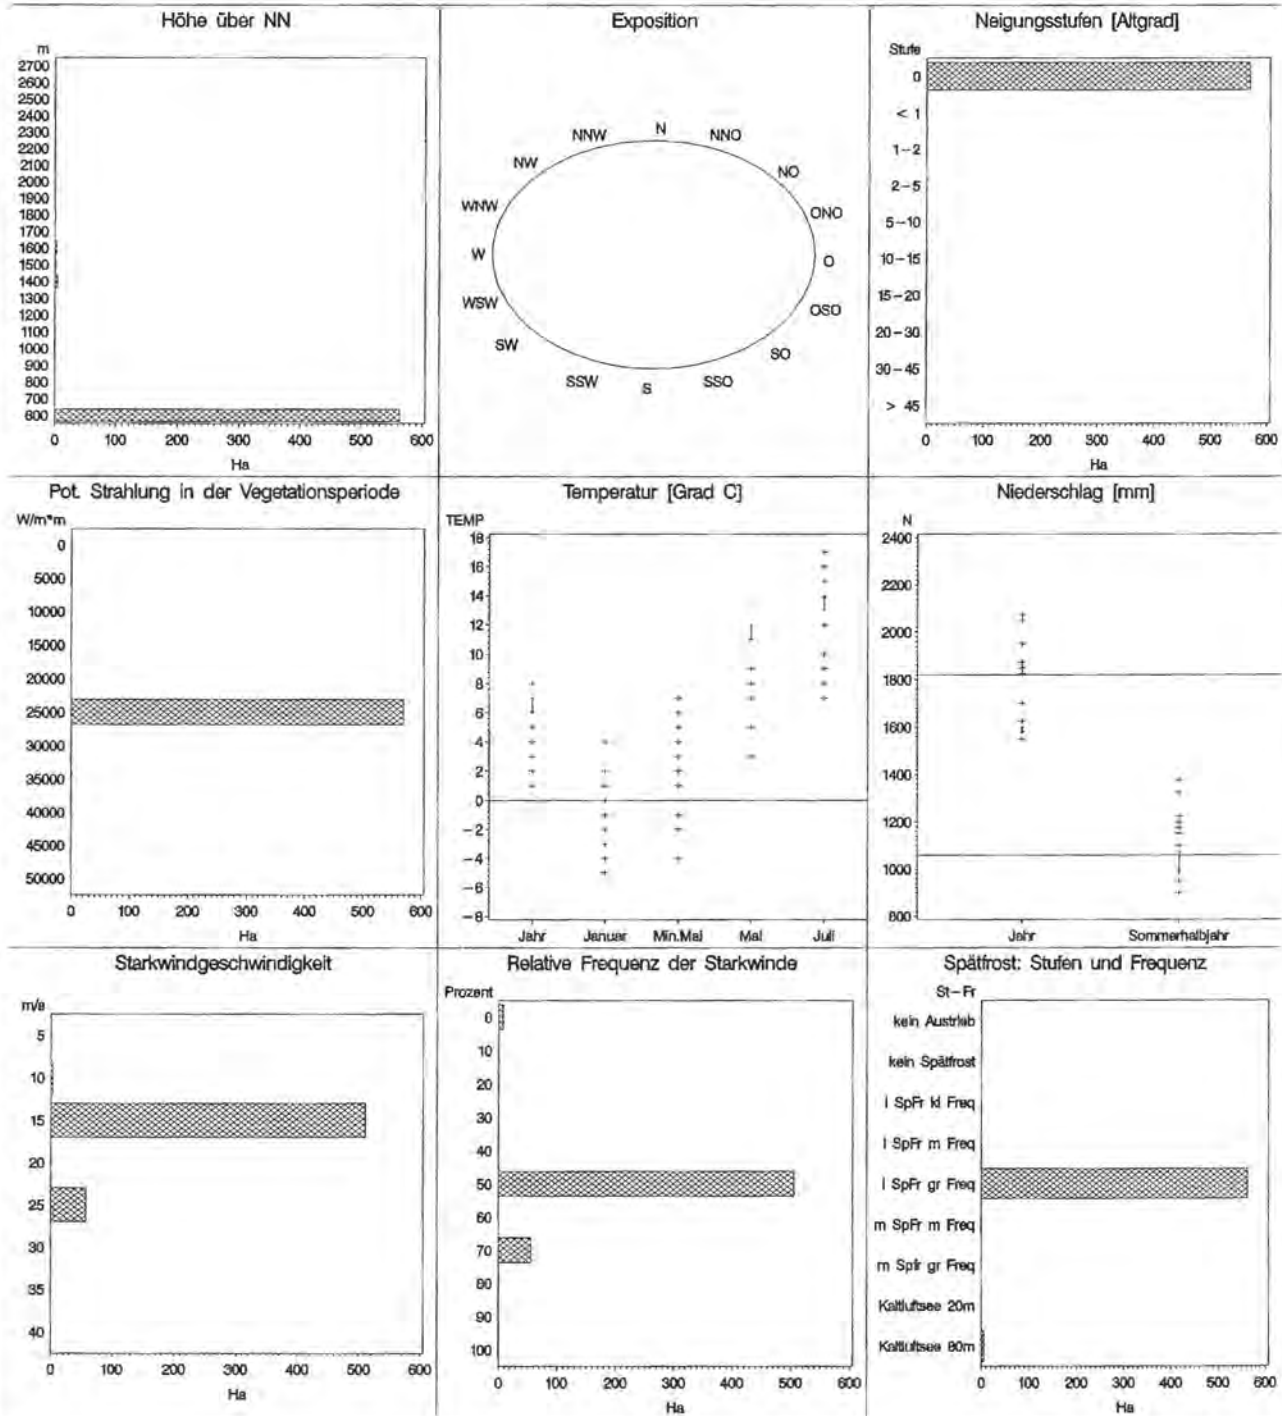 Höhe über NN
m
2700
2600
2500
2400
2300
2200
2100
2000
1900
1800
1700
1600
1500
1400
1300
1200
1100
1000
900
800
700
600
0 100 200 300 400 500 600
Ha
Exposition
N
NNO
NO
ONO
O
OSO
SO
SSO
S
SSW
SW
WSW
W
WNW
NW
NNW
Neigungsstufen [Altgrad]
Stufe
0
< 1
1-2
2-5
5-10
10-15
15-20
20-30
30-45
> 45
0 100 200 300 400 500 600
Ha
Pot. Strahlung in der Vegetationsperiode
W/m*m
0
5000
10000
15000
20000
25000
30000
35000
40000
45000
50000
0 100 200 300 400 500 600
Ha
Temperatur [Grad C]
TEMP
18
16
14
12
10
8
6
4
2
0
-2
-4
-6
-8
Jahr Januar Min.Mai Mai Juli
Niederschlag [mm]
N
2400
2200
2000
1800
1600
1400
1200
1000
800
Jahr Sommerhalbjahr
Starkwindgeschwindigkeit
m/s
5
10
15
20
25
30
35
40
0 100 200 300 400 500 600
Ha
Relative Frequenz der Starkwinde
Prozent
0
10
20
30
40
50
60
70
80
90
100
0 100 200 300 400 500 600
Ha
Spätfrost: Stufen und Frequenz
St-Fr
kein Austrieb
kein Spätfrost
l SpFr kl Freq
l SpFr m Freq
l SpFr gr Freq
m SpFr m Freq
m Spfr gr Freq
Kaltluftsee 20m
Kaltluftsee 80m
0 100 200 300 400 500 600
Ha